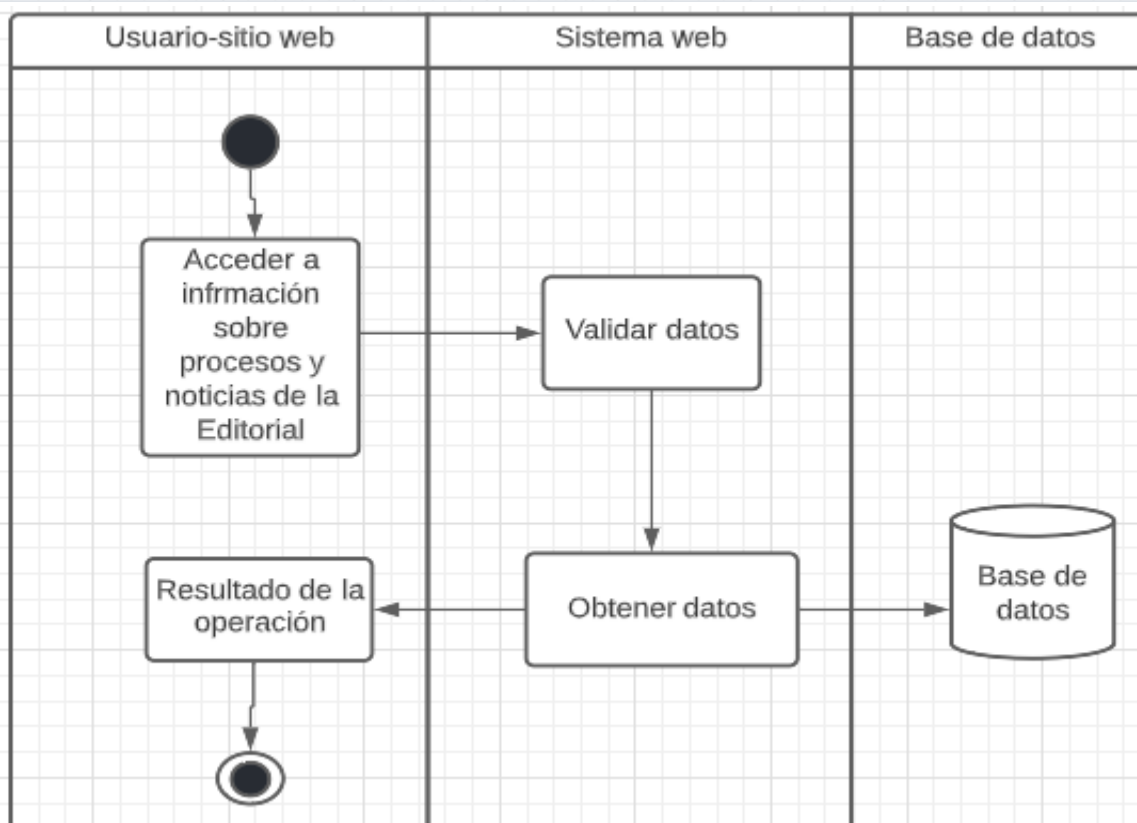 Usuario-sitio web
Sistema web
Base de datos
Acceder a
infrmación
sobre
procesos y
noticias de la
Editorial
Validar datos
Resultado de la
operación
Obtener datos
Base de
datos